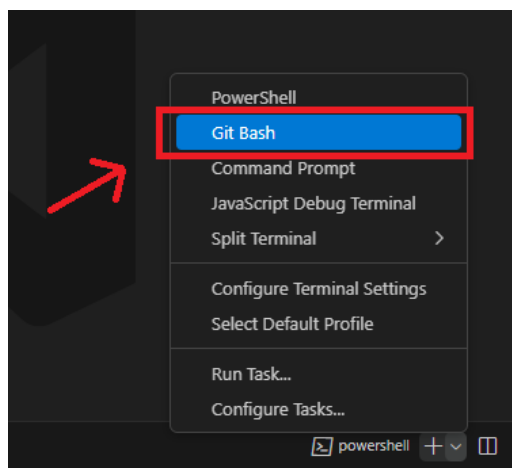 PowerShell
Git Bash
Command Prompt
JavaScript Debug Terminal
Split Terminal
Configure Terminal Settings
Select Default Profile
Run Task...
Configure Tasks...
powershell